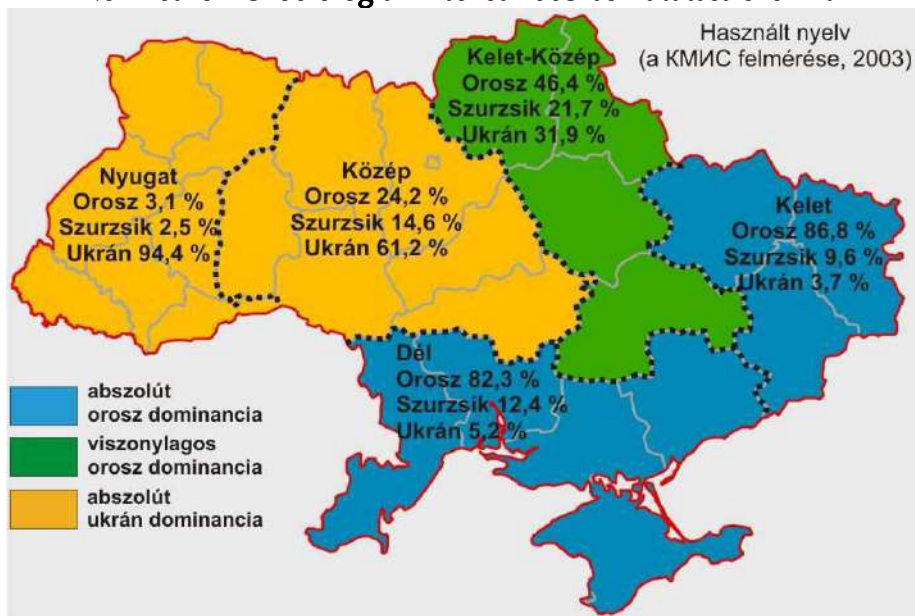 Használt nyelv
(a КМИС felmérése, 2003)
Kelet-Közép
Orosz 46,4 %
Szurzsik 21,7 %
Ukrán 31,9 %
Nyugat
Orosz 3,1 %
Szurzsik 2,5 %
Ukrán 94,4 %
Közép
Orosz 24,2 %
Szurzsik 14,6 %
Ukrán 61,2 %
Kelet
Orosz 86,8 %
Szurzsik 9,6 %
Ukrán 3,7 %
Dél
Orosz 82,3 %
Szurzsik 12,4 %
Ukrán 5,2 %
abszolút
orosz dominancia
viszonylagos
orosz dominancia
abszolút
ukrán dominancia